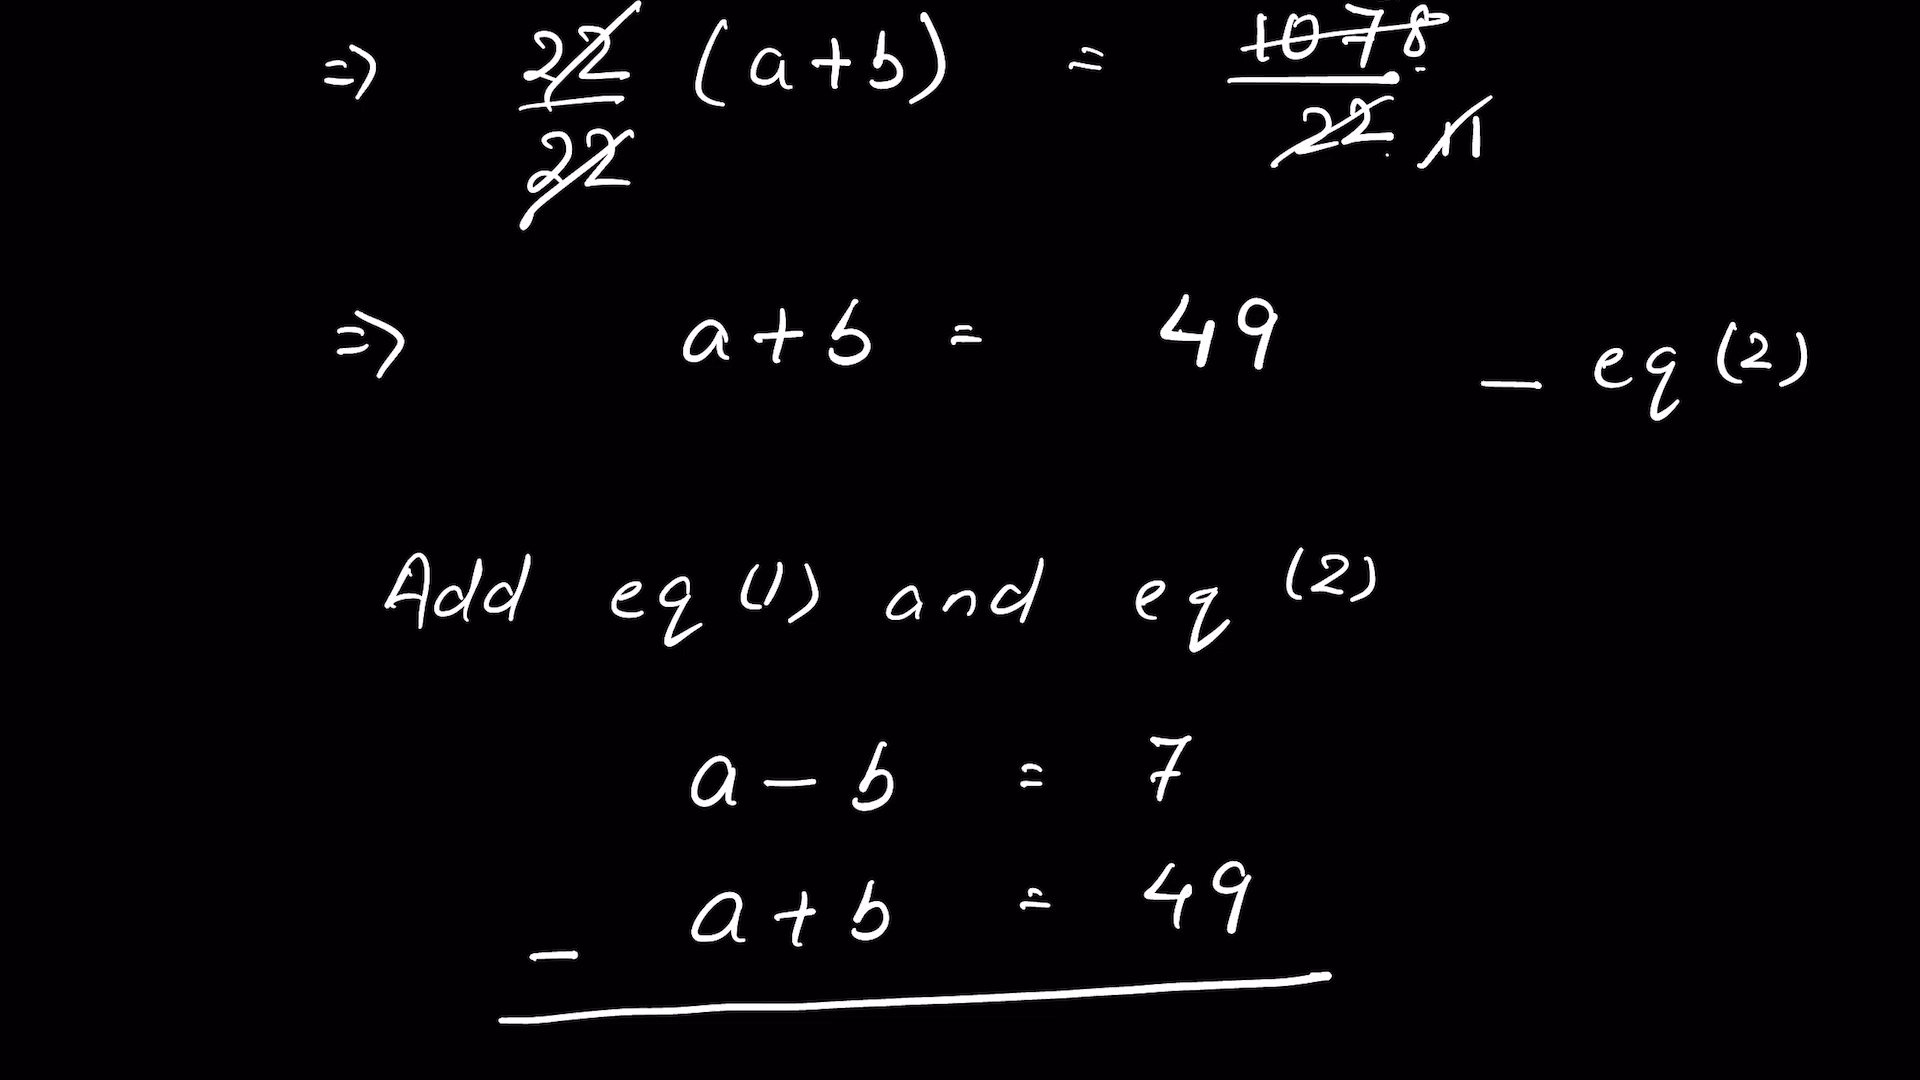 => 22/22 (a+b) = 1078/22 11
=> a+b = 49 _ eq (2)
Add eq (1) and eq (2)
a - b = 7
- a + b = 49